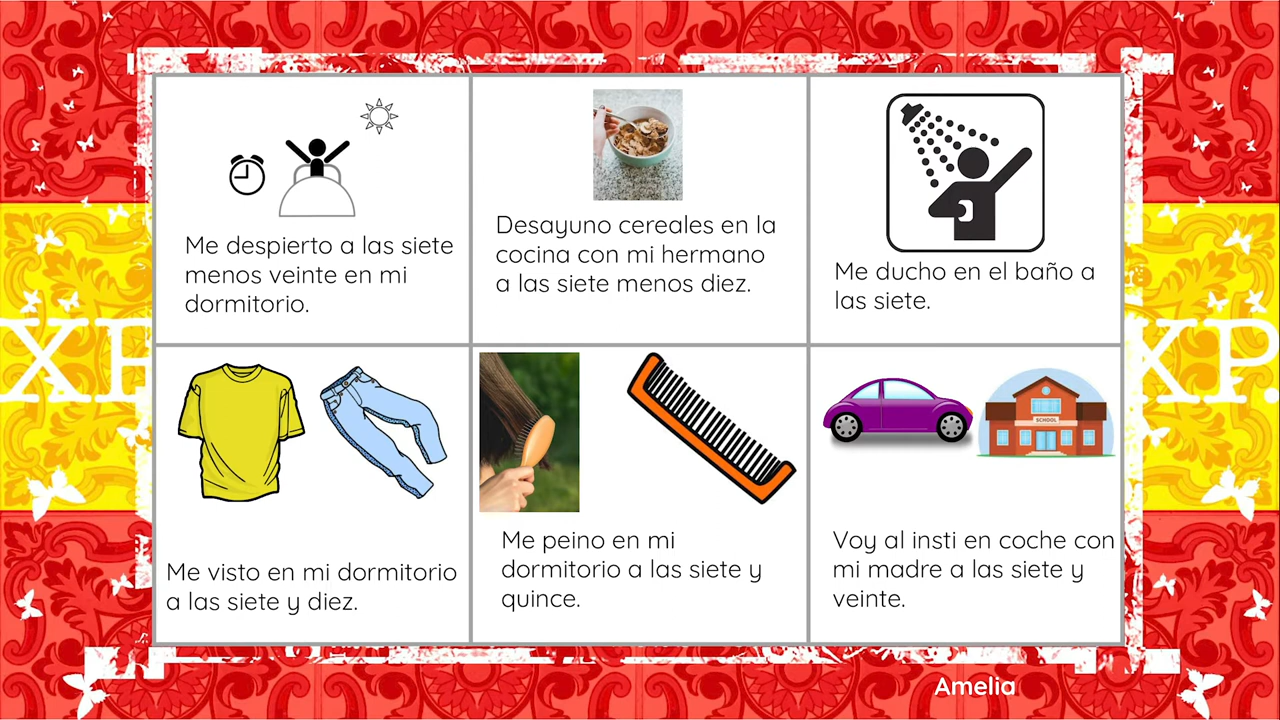 Me despierto a las siete
menos veinte en mi
dormitorio.
Desayuno cereales en la
cocina con mi hermano
a las siete menos diez.
Me ducho en el baño a
las siete.
Me visto en mi dormitorio
a las siete y diez.
Me peino en mi
dormitorio a las siete y
quince.
SCHOOL
Voy al insti en coche con
mi madre a las siete y
veinte.
XP
XP.
Amelia